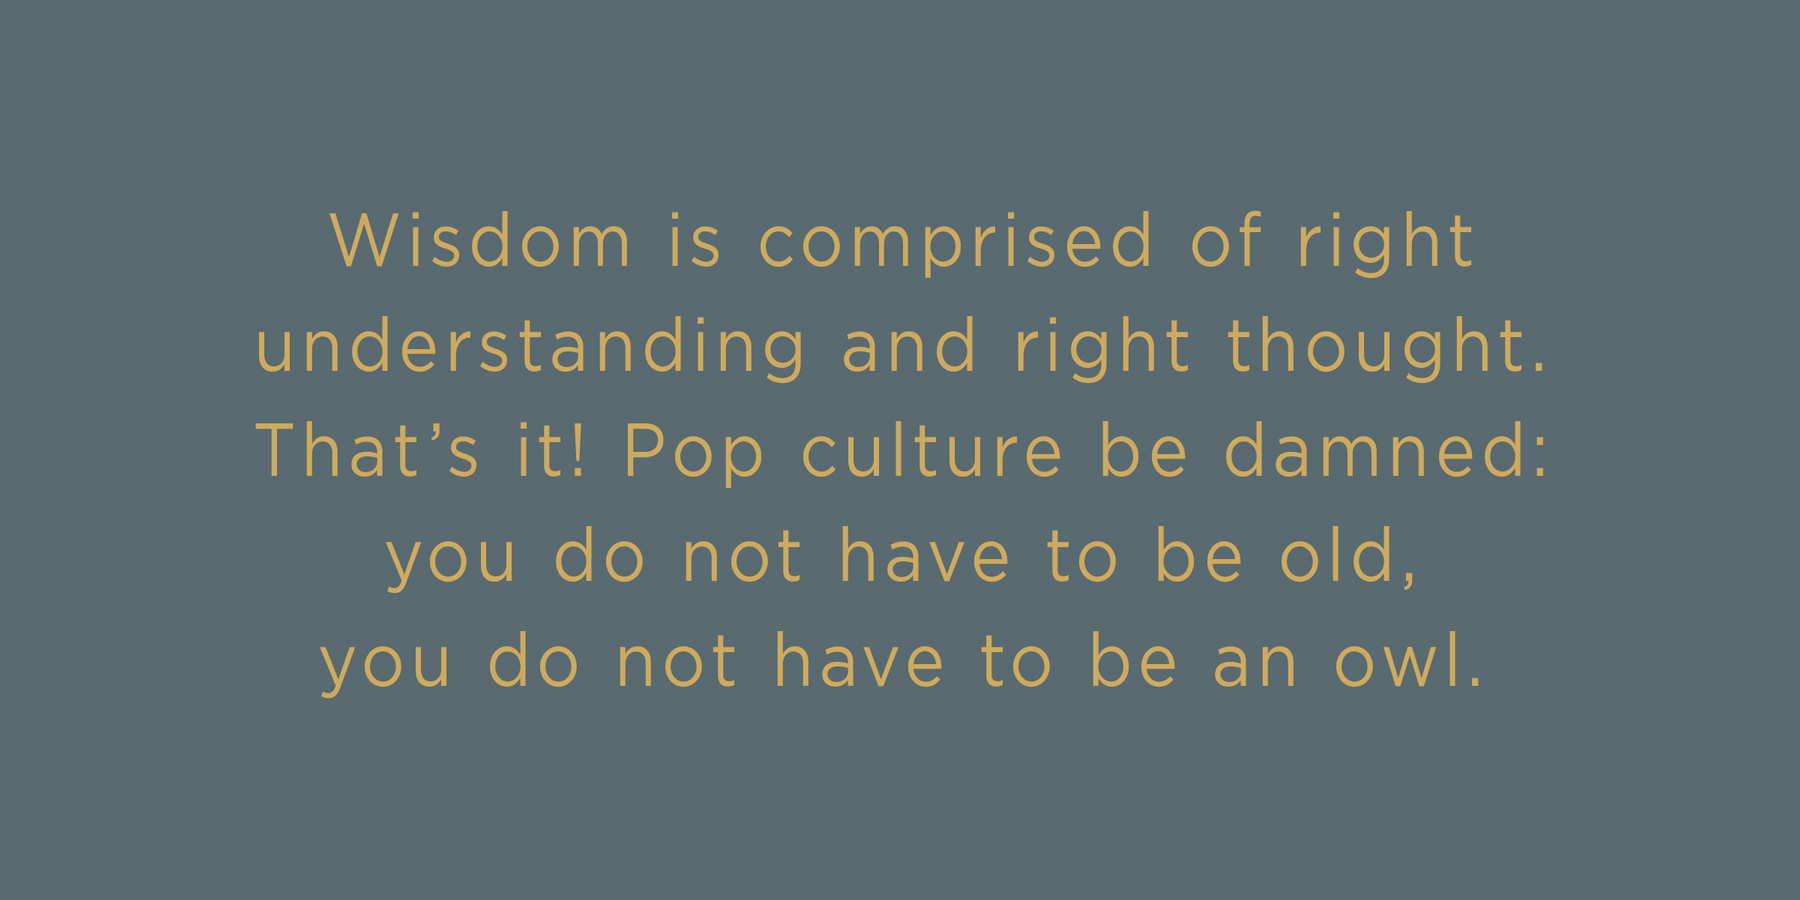 Wisdom is comprised of right
understanding and right thought.
That’s it! Pop culture be damned:
you do not have to be old,
you do not have to be an owl.